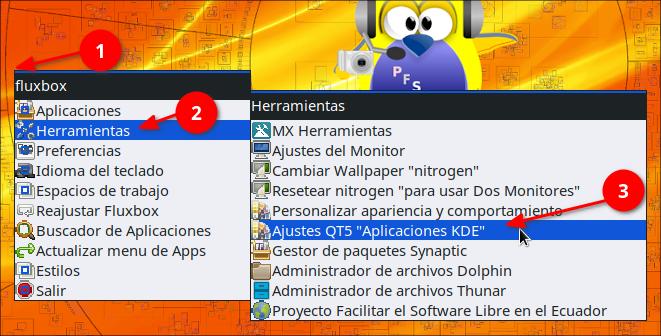 1
PFS
fluxbox
2
Herramientas
Aplicaciones
Herramientas
MX Herramientas
Preferencias
Ajustes del Monitor
Idioma del teclado
Cambiar Wallpaper "nitrogen"
Espacios de trabajo
Resetear nitrogen "para usar Dos Monitores"
3
Reajustar Fluxbox
Personalizar apariencia y comportamiento
Buscador de Aplicaciones
Ajustes QT5 "Aplicaciones KDE"
Actualizar menu de Apps
Gestor de paquetes Synaptic
Estilos
Administrador de archivos Dolphin
Salir
Administrador de archivos Thunar
Proyecto Facilitar el Software Libre en el Ecuador